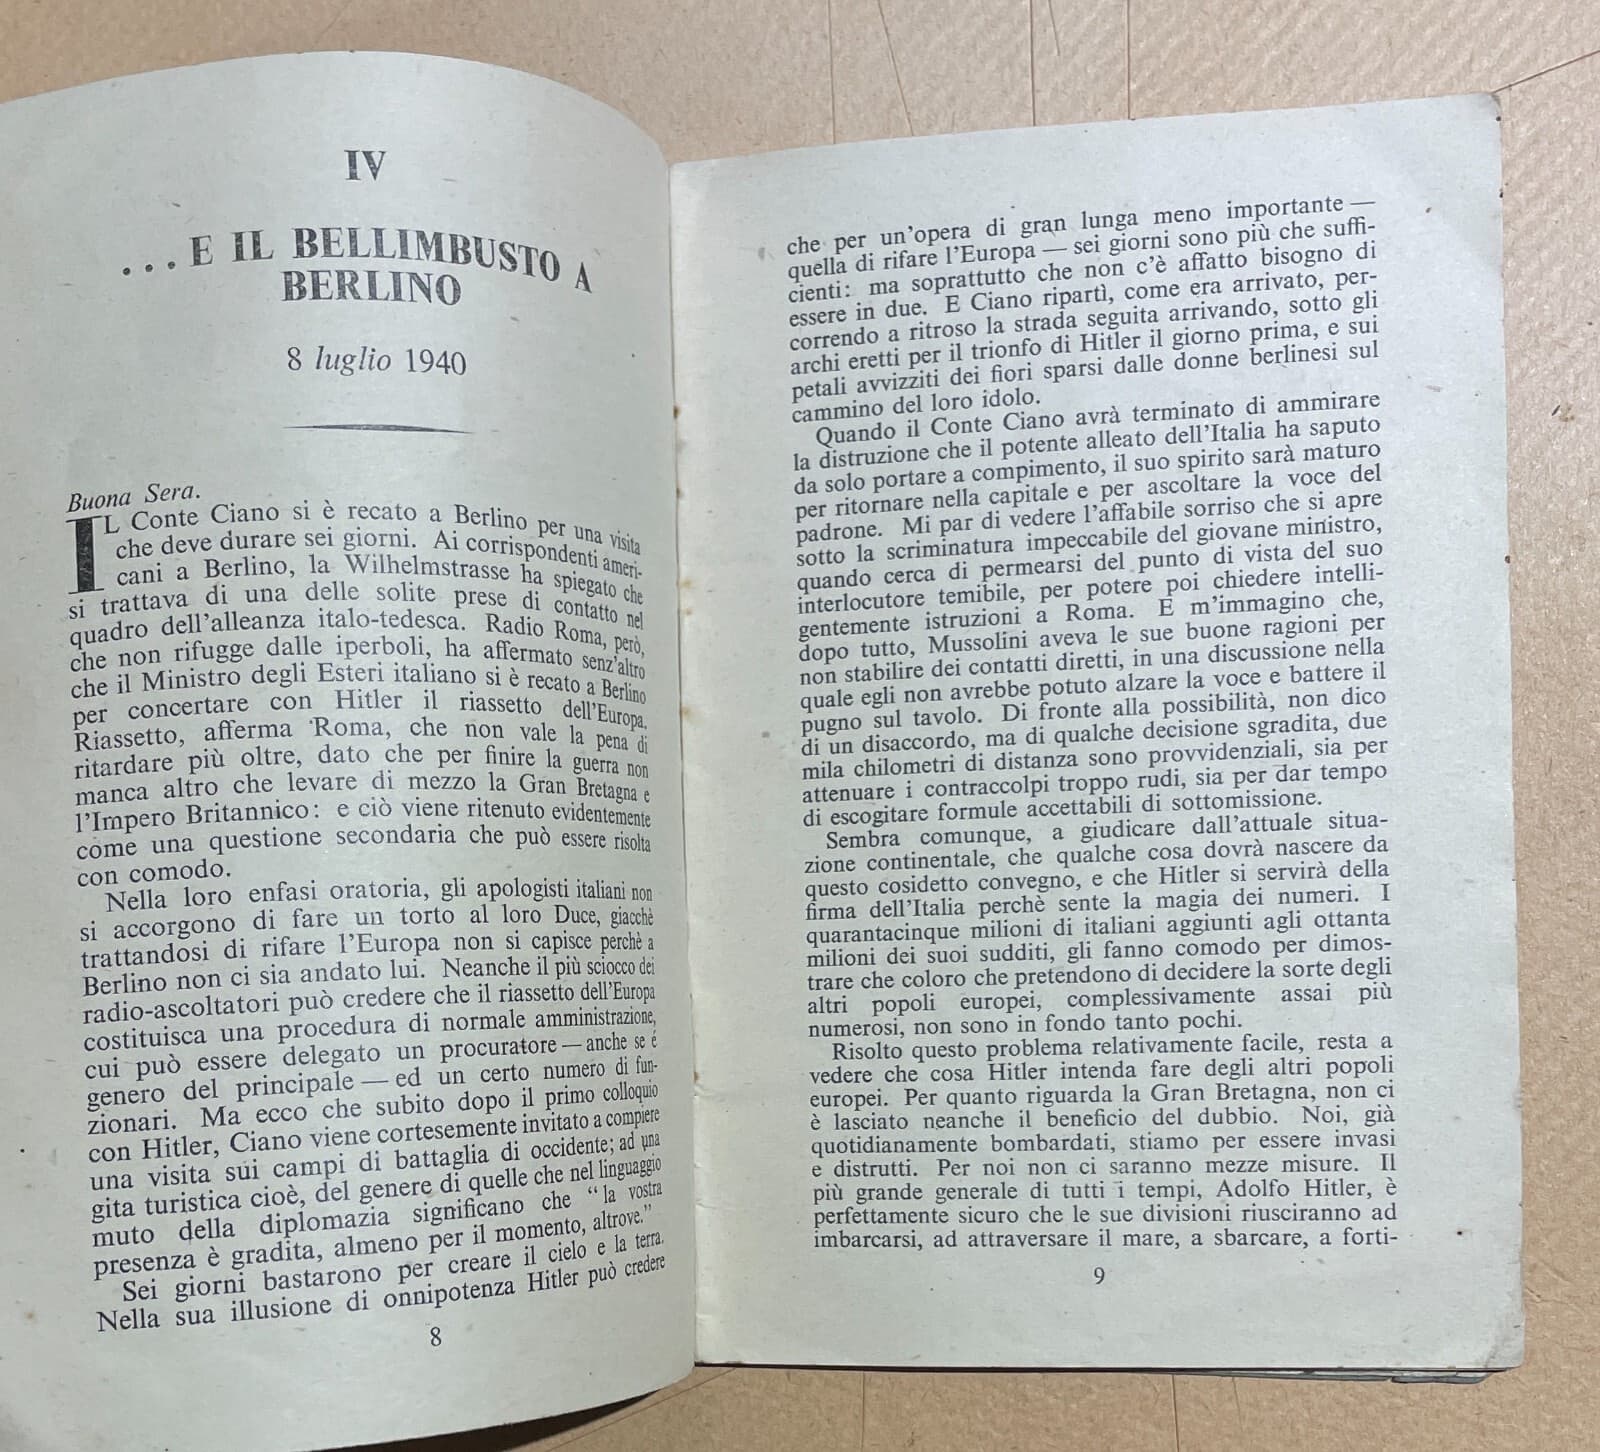 IV
... E IL BELLIMBUSTO A
BERLINO
8 luglio 1940
Buona Sera.
IL Conte Ciano si è recato a Berlino per una visita
che deve durare sei giorni. Ai corrispondenti ameri-
cani a Berlino, la Wilhelmstrasse ha spiegato che
si trattava di una delle solite prese di contatto nel
quadro dell'alleanza italo-tedesca. Radio Roma, però,
che non rifugge dalle iperboli, ha affermato senz'altro
che il Ministro degli Esteri italiano si è recato a Berlino
per concertare con Hitler il riassetto dell'Europa.
Riassetto, afferma Roma, che non vale la pena di
ritardare più oltre, dato che per finire la guerra non
manca altro che levare di mezzo la Gran Bretagna e
l'Impero Britannico: e ciò viene ritenuto evidentemente
come una questione secondaria che può essere risolta
con comodo.
Nella loro enfasi oratoria, gli apologisti italiani non
si accorgono di fare un torto al loro Duce, giacchè
trattandosi di rifare l'Europa non si capisce perchè a
Berlino non ci sia andato lui. Neanche il più sciocco dei
radio-ascoltatori può credere che il riassetto dell'Europa
costituisca una procedura di normale amministrazione,
cui può essere delegato un procuratore — anche se é
genero del principale — ed un certo numero di fun-
zionari. Ma ecco che subito dopo il primo colloquio
con Hitler, Ciano viene cortesemente invitato a compiere
una visita sui campi di battaglia di occidente; ad una
gita turistica cioè, del genere di quelle che nel linguaggio
muto della diplomazia significano che "la vostra
presenza è gradita, almeno per il momento, altrove."
Sei giorni bastarono per creare il cielo e la terra.
Nella sua illusione di onnipotenza Hitler può credere
8
che per un'opera di gran lunga meno importante —
quella di rifare l'Europa — sei giorni sono più che suffi-
cienti: ma soprattutto che non c'è affatto bisogno di
essere in due. E Ciano ripartì, come era arrivato, per-
correndo a ritroso la strada seguita arrivando, sotto gli
archi eretti per il trionfo di Hitler il giorno prima, e sui
petali avvizziti dei fiori sparsi dalle donne berlinesi sul
cammino del loro idolo.
Quando il Conte Ciano avrà terminato di ammirare
la distruzione che il potente alleato dell'Italia ha saputo
da solo portare a compimento, il suo spirito sarà maturo
per ritornare nella capitale e per ascoltare la voce del
padrone. Mi par di vedere l'affabile sorriso che si apre
sotto la scriminatura impeccabile del giovane ministro,
quando cerca di permearsi del punto di vista del suo
interlocutore temibile, per potere poi chiedere intelli-
gentemente istruzioni a Roma. E m'immagino che,
dopo tutto, Mussolini aveva le sue buone ragioni per
non stabilire dei contatti diretti, in una discussione nella
quale egli non avrebbe potuto alzare la voce e battere il
pugno sul tavolo. Di fronte alla possibilità, non dico
di un disaccordo, ma di qualche decisione sgradita, due
mila chilometri di distanza sono provvidenziali, sia per
attenuare i contraccolpi troppo rudi, sia per dar tempo
di escogitare formule accettabili di sottomissione.
Sembra comunque, a giudicare dall'attuale situa-
zione continentale, che qualche cosa dovrà nascere da
questo cosidetto convegno, e che Hitler si servirà della
firma dell'Italia perchè sente la magia dei numeri. I
quarantacinque milioni di italiani aggiunti agli ottanta
milioni dei suoi sudditi, gli fanno comodo per dimos-
trare che coloro che pretendono di decidere la sorte degli
altri popoli europei, complessivamente assai più
numerosi, non sono in fondo tanto pochi.
Risolto questo problema relativamente facile, resta a
vedere che cosa Hitler intenda fare degli altri popoli
europei. Per quanto riguarda la Gran Bretagna, non ci
è lasciato neanche il beneficio del dubbio. Noi, già
quotidianamente bombardati, stiamo per essere invasi
e distrutti. Per noi non ci saranno mezze misure. Il
più grande generale di tutti i tempi, Adolfo Hitler, è
perfettamente sicuro che le sue divisioni riusciranno ad
imbarcarsi, ad attraversare il mare, a sbarcare, a forti-
9